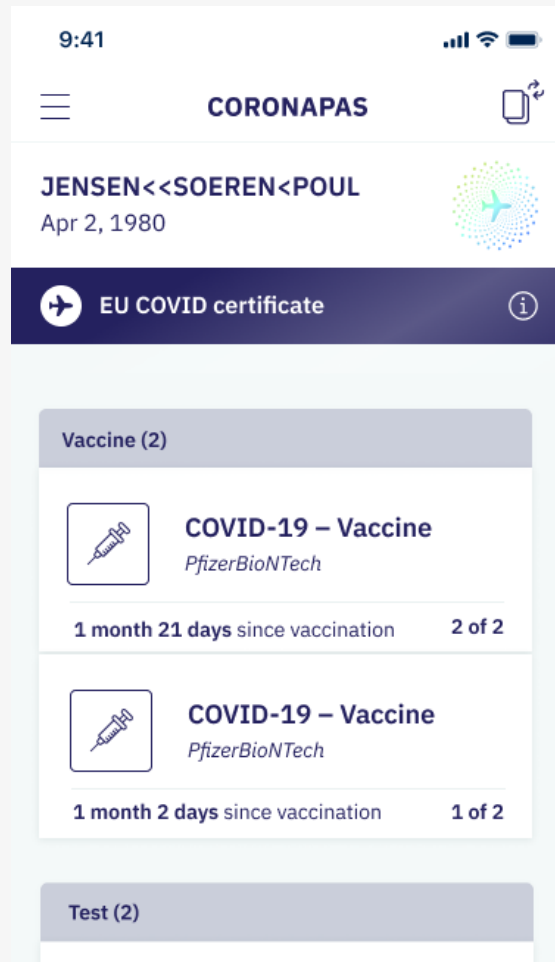 9:41
CORONAPAS
JENSEN<<SOEREN<POUL
Apr 2, 1980
EU COVID certificate
Vaccine (2)
COVID-19 – Vaccine
PfizerBioNTech
1 month 21 days since vaccination 2 of 2
COVID-19 – Vaccine
PfizerBioNTech
1 month 2 days since vaccination 1 of 2
Test (2)